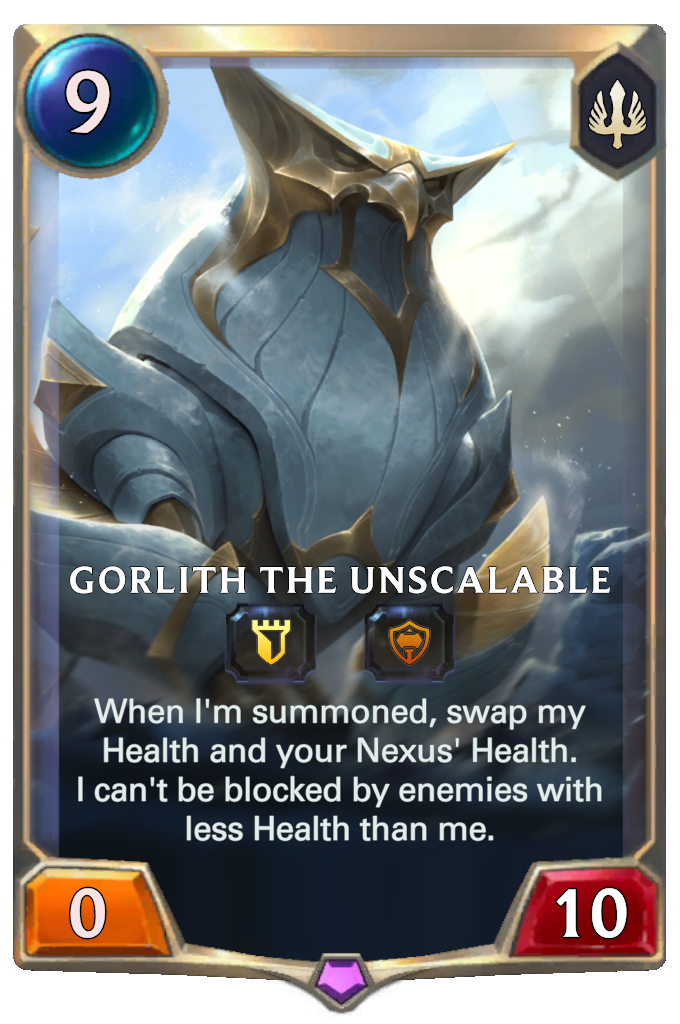 9
GORLITH THE UNSCALABLE
When I'm summoned, swap my
Health and your Nexus' Health.
I can't be blocked by enemies with
less Health than me.
0
10